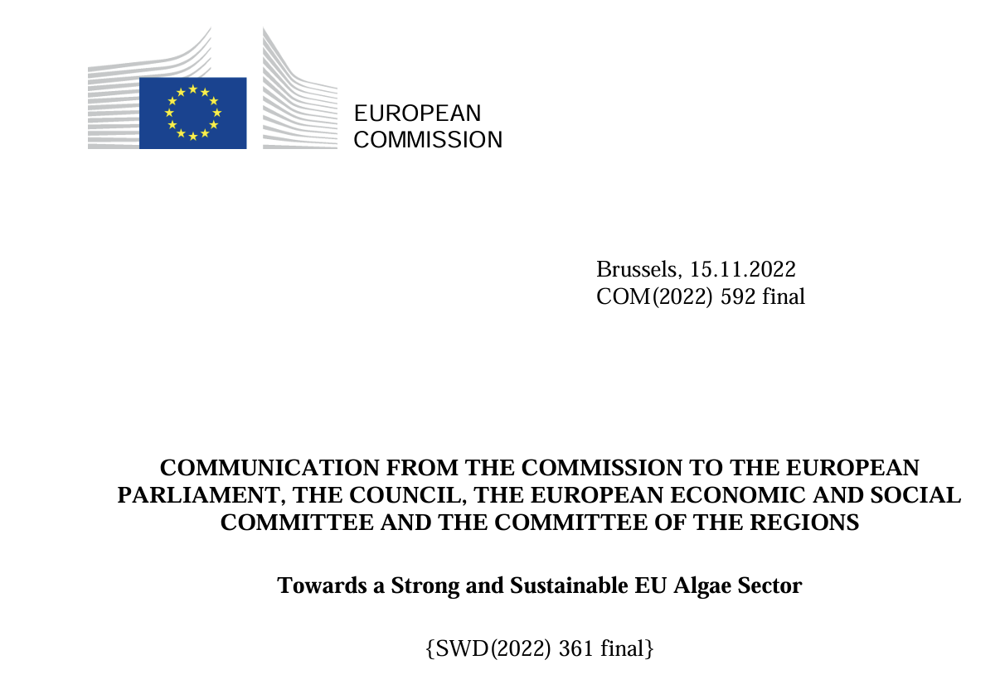 EUROPEAN
COMMISSION
Brussels, 15.11.2022
COM(2022) 592 final
COMMUNICATION FROM THE COMMISSION TO THE EUROPEAN
PARLIAMENT, THE COUNCIL, THE EUROPEAN ECONOMIC AND SOCIAL
COMMITTEE AND THE COMMITTEE OF THE REGIONS
Towards a Strong and Sustainable EU Algae Sector
{SWD(2022) 361 final}